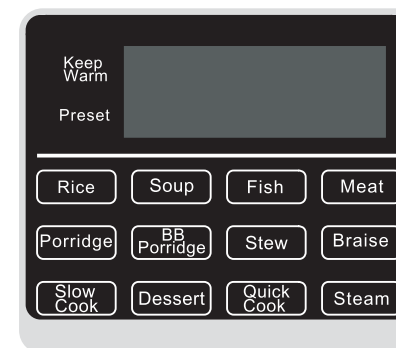 Keep
Warm
Preset
Rice Soup Fish Meat
Porridge BB
Porridge Stew Braise
Slow
Cook Dessert Quick
Cook Steam